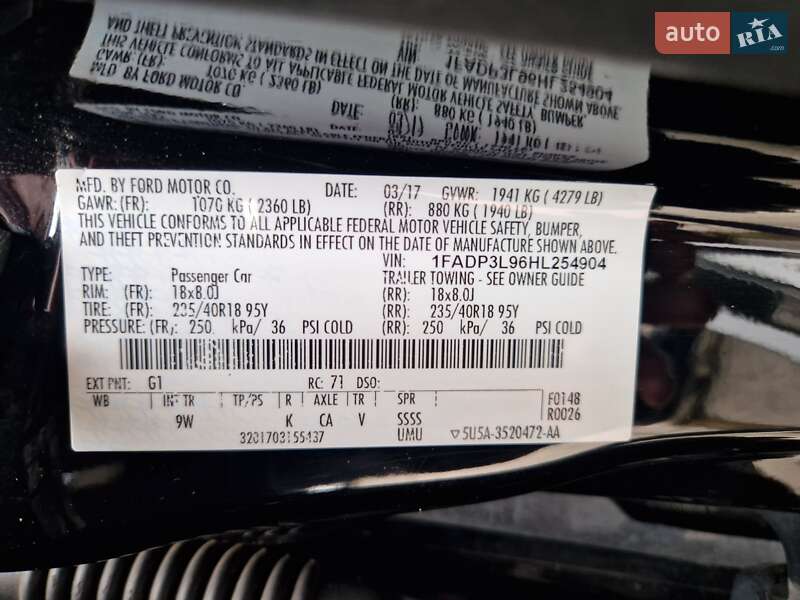 auto RIA
MFD. BY FORD MOTOR CO. DATE: 03/17 GVWR: 1941 KG ( 4279 LB)
GAWR: (FR): 1070 KG ( 2360 LB) (RR): 880 KG ( 1940 LB)
THIS VEHICLE CONFORMS TO ALL APPLICABLE FEDERAL MOTOR VEHICLE SAFETY, BUMPER,
AND THEFT PREVENTION STANDARDS IN EFFECT ON THE DATE OF MANUFACTURE SHOWN ABOVE.
VIN: 1FADP3L96HL254904
TYPE: Passenger Car TRAILER TOWING - SEE OWNER GUIDE
RIM: (FR): 18x8.0J (RR): 18x8.0J
TIRE: (FR): 235/40R18 95Y (RR): 235/40R18 95Y
PRESSURE: (FR): 250 kPa/ 36 PSI COLD (RR): 250 kPa/ 36 PSI COLD
EXT PNT: G1 RC: 71 DSO:
WB INT TR TP/PS R AXLE TR SPR F0148
9W K CA V SSSS R0026
3201703155437 UMU ▽5U5A-3520472-AA